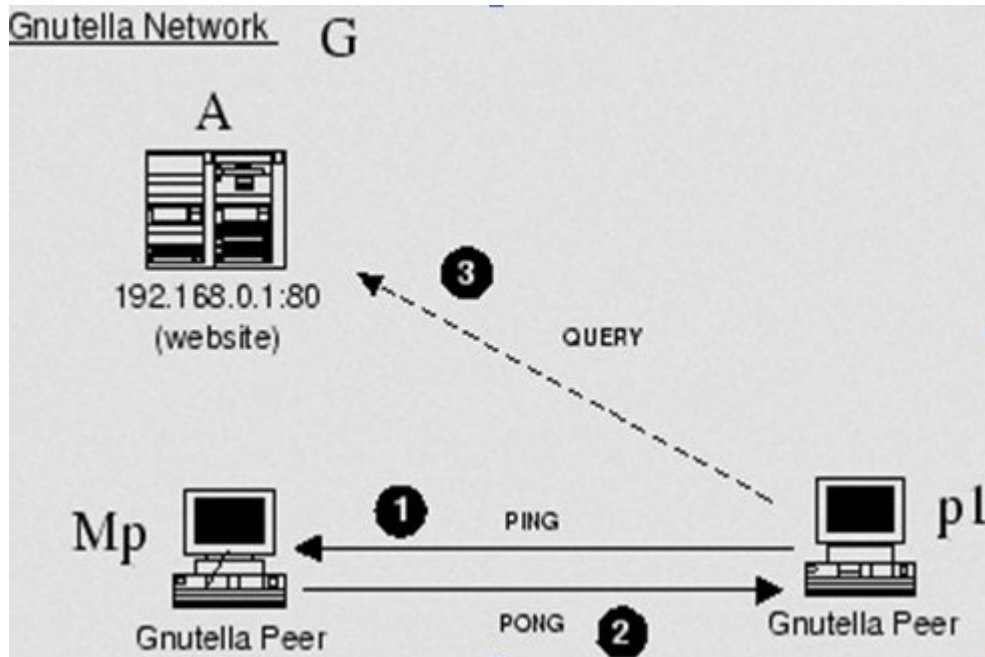 Gnutella Network G
A
192.168.0.1:80
(website)
3
QUERY
Mp
1
PING
p1
PONG
2
Gnutella Peer
Gnutella Peer